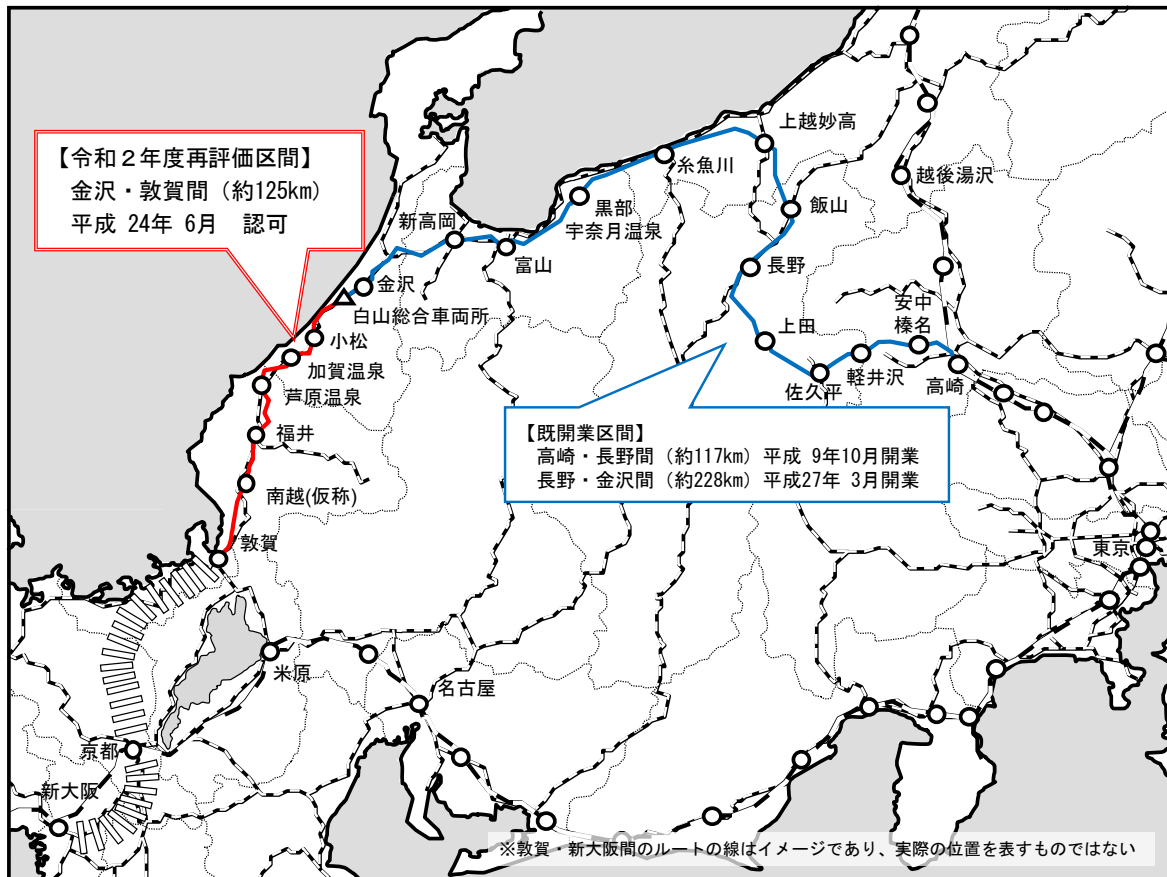 【令和２年度再評価区間】
金沢・敦賀間（約125km）
平成 24年 6月　認可
上越妙高
糸魚川
越後湯沢
飯山
黒部
宇奈月温泉
新高岡
富山
長野
金沢
白山総合車両所
安中
榛名
小松
上田
加賀温泉
軽井沢
佐久平
高崎
芦原温泉
【既開業区間】
高崎・長野間（約117km）平成 9年10月開業
長野・金沢間（約228km）平成27年 3月開業
福井
南越(仮称)
敦賀
東京
米原
名古屋
京都
新大阪
※敦賀・新大阪間のルートの線はイメージであり、実際の位置を表すものではない